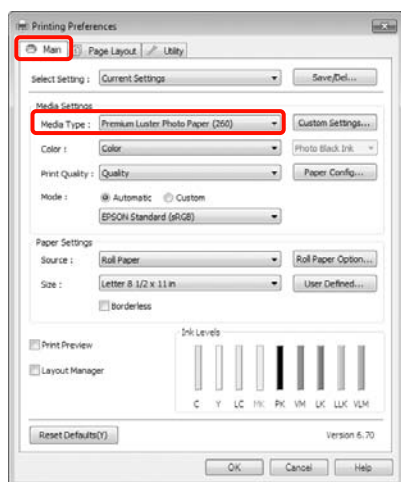 Printing Preferences
Main Page Layout Utility
Select Setting : Current Settings Save/Del...
Media Settings
Media Type : Premium Luster Photo Paper (260) Custom Settings...
Color : Color Photo Black Ink
Print Quality : Quality Paper Config...
Mode : Automatic Custom
EPSON Standard (sRGB)
Paper Settings
Source : Roll Paper Roll Paper Option...
Size : Letter 8 1/2 x 11 in User Defined...
Borderless
Ink Levels
Print Preview
Layout Manager
C Y LC MK PK VM LK LLK VLM
Reset Defaults(Y) Version 6.70
OK Cancel Help